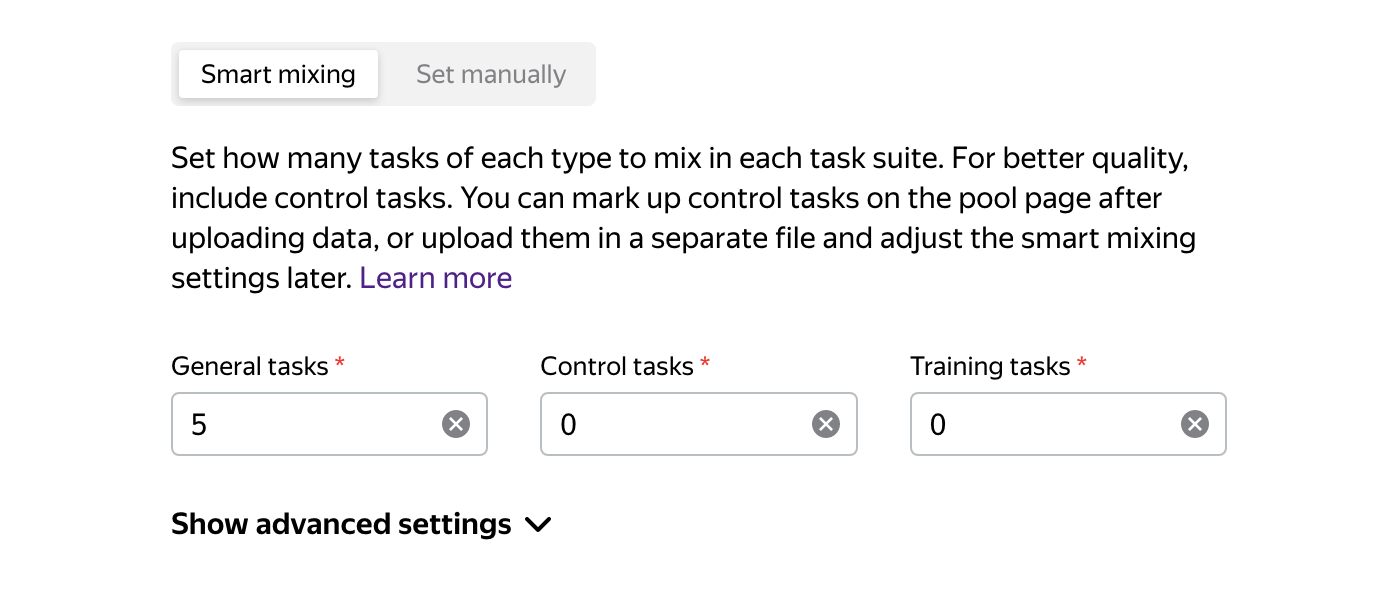 Smart mixing Set manually
Set how many tasks of each type to mix in each task suite. For better quality,
include control tasks. You can mark up control tasks on the pool page after
uploading data, or upload them in a separate file and adjust the smart mixing
settings later. Learn more
General tasks * Control tasks * Training tasks *
5 0 0
Show advanced settings